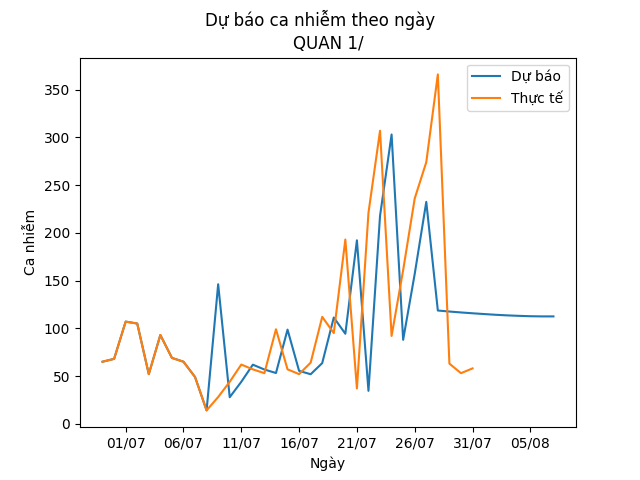 Dự báo ca nhiễm theo ngày
QUAN 1/
Dự báo
Thực tế
Ca nhiễm
350
300
250
200
150
100
50
0
01/07 06/07 11/07 16/07 21/07 26/07 31/07 05/08
Ngày